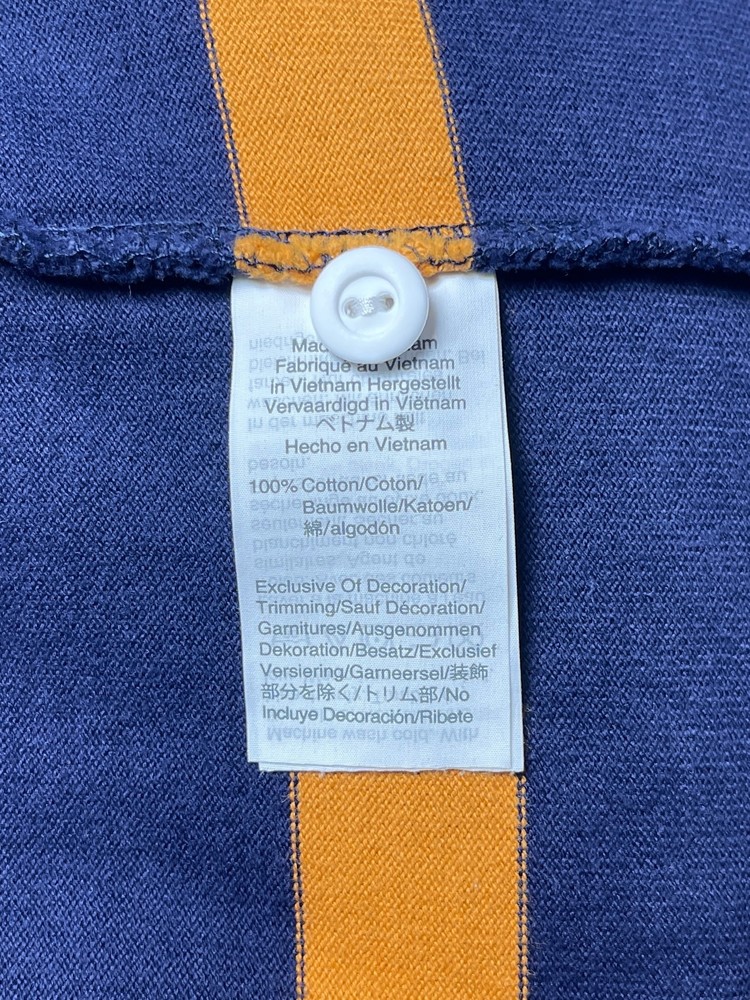 Mad am
Fabriqué au Vietnam
In Vietnam Hergestellt
Vervaardigd in Viëtnam
ベトナム製
Hecho en Vietnam
100% Cotton/Coton/
Baumwolle/Katoen/
綿/algodón
Exclusive Of Decoration/
Trimming/Sauf Décoration/
Garnitures/Ausgenommen
Dekoration/Besatz/Exclusief
Versiering/Garneersel/装飾
部分を除く/トリム部/No
Incluye Decoración/Ribete